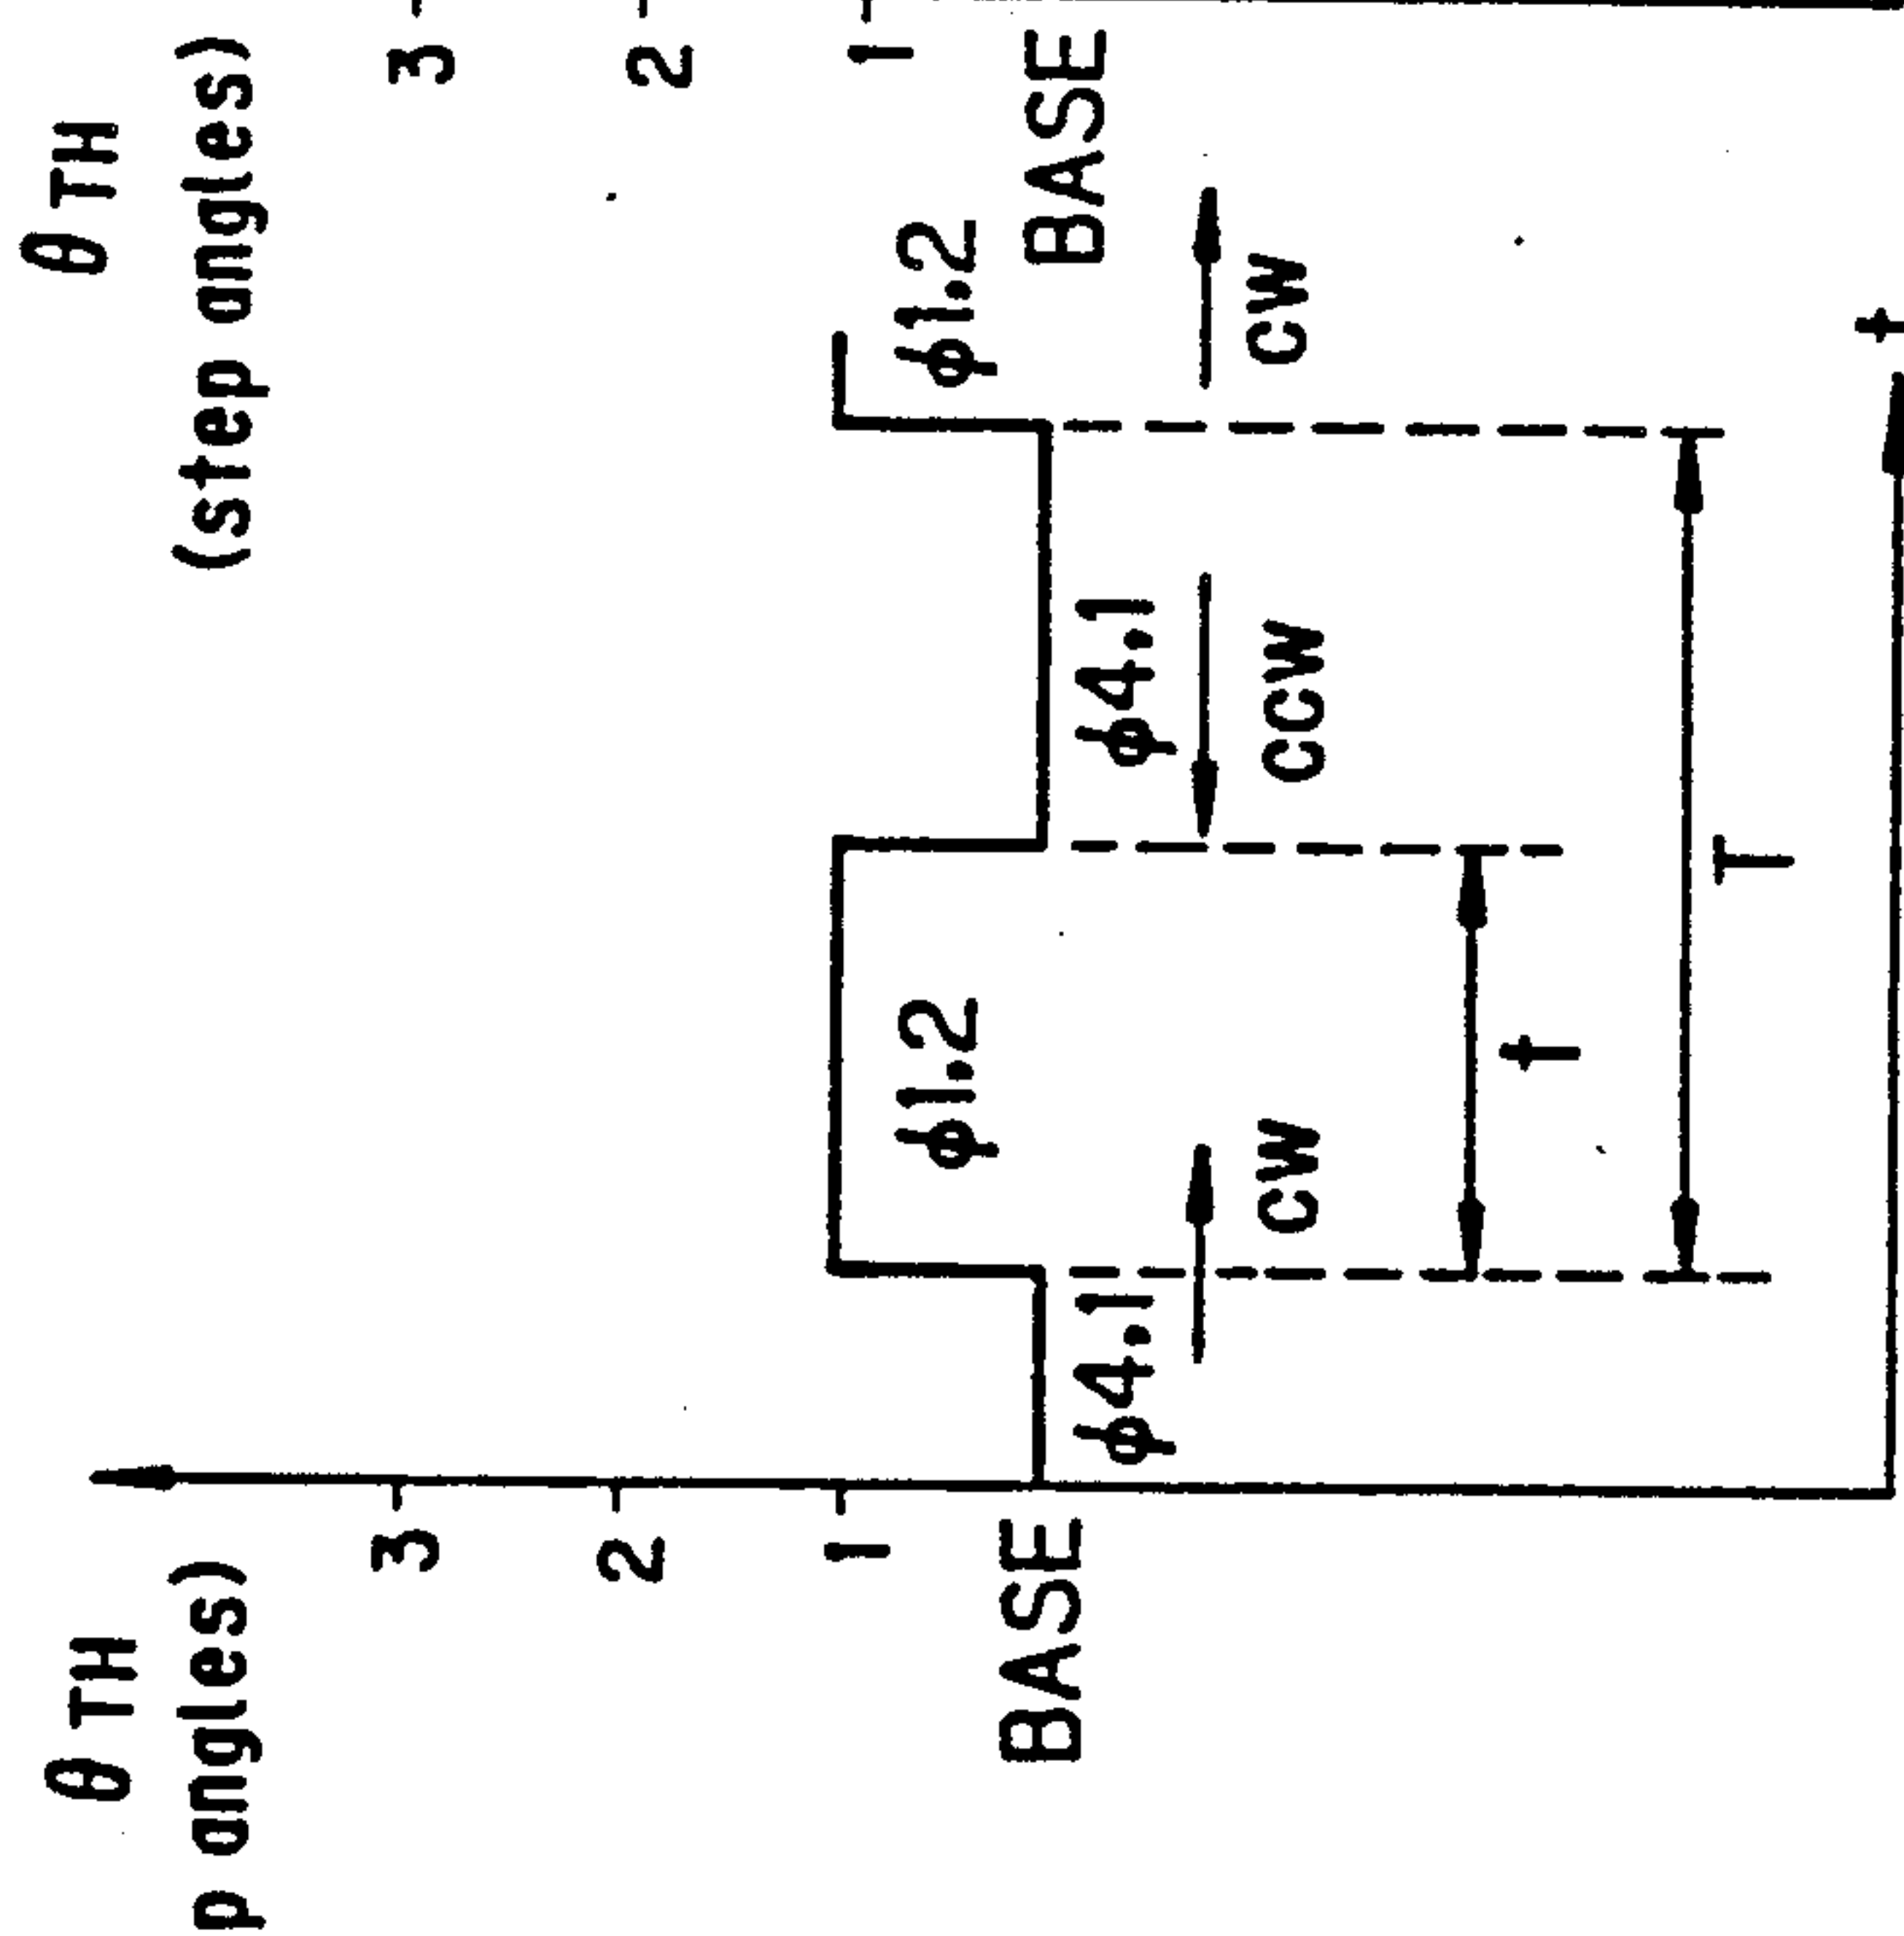 θ TH
p angles)
3
2
1
BASE
φ4.1
φ1.2
φ4.1
φ1.2
CW
CCW
CW
t
T
t
θ TH
(step angles)
3
2
1
BASE